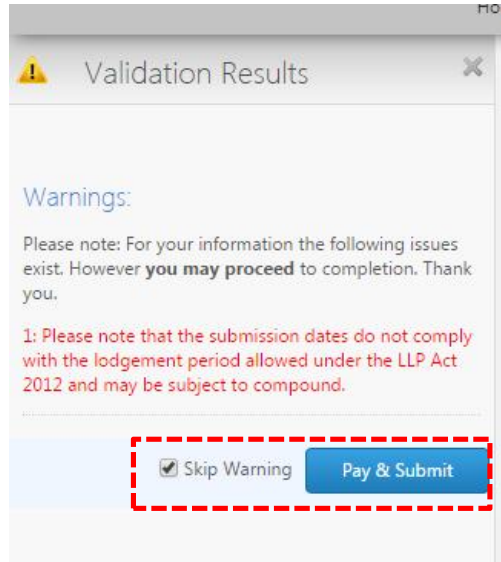 Ho
Validation Results
Warnings:
Please note: For your information the following issues
exist. However you may proceed to completion. Thank
you.
1: Please note that the submission dates do not comply
with the lodgement period allowed under the LLP Act
2012 and may be subject to compound.
Skip Warning Pay & Submit